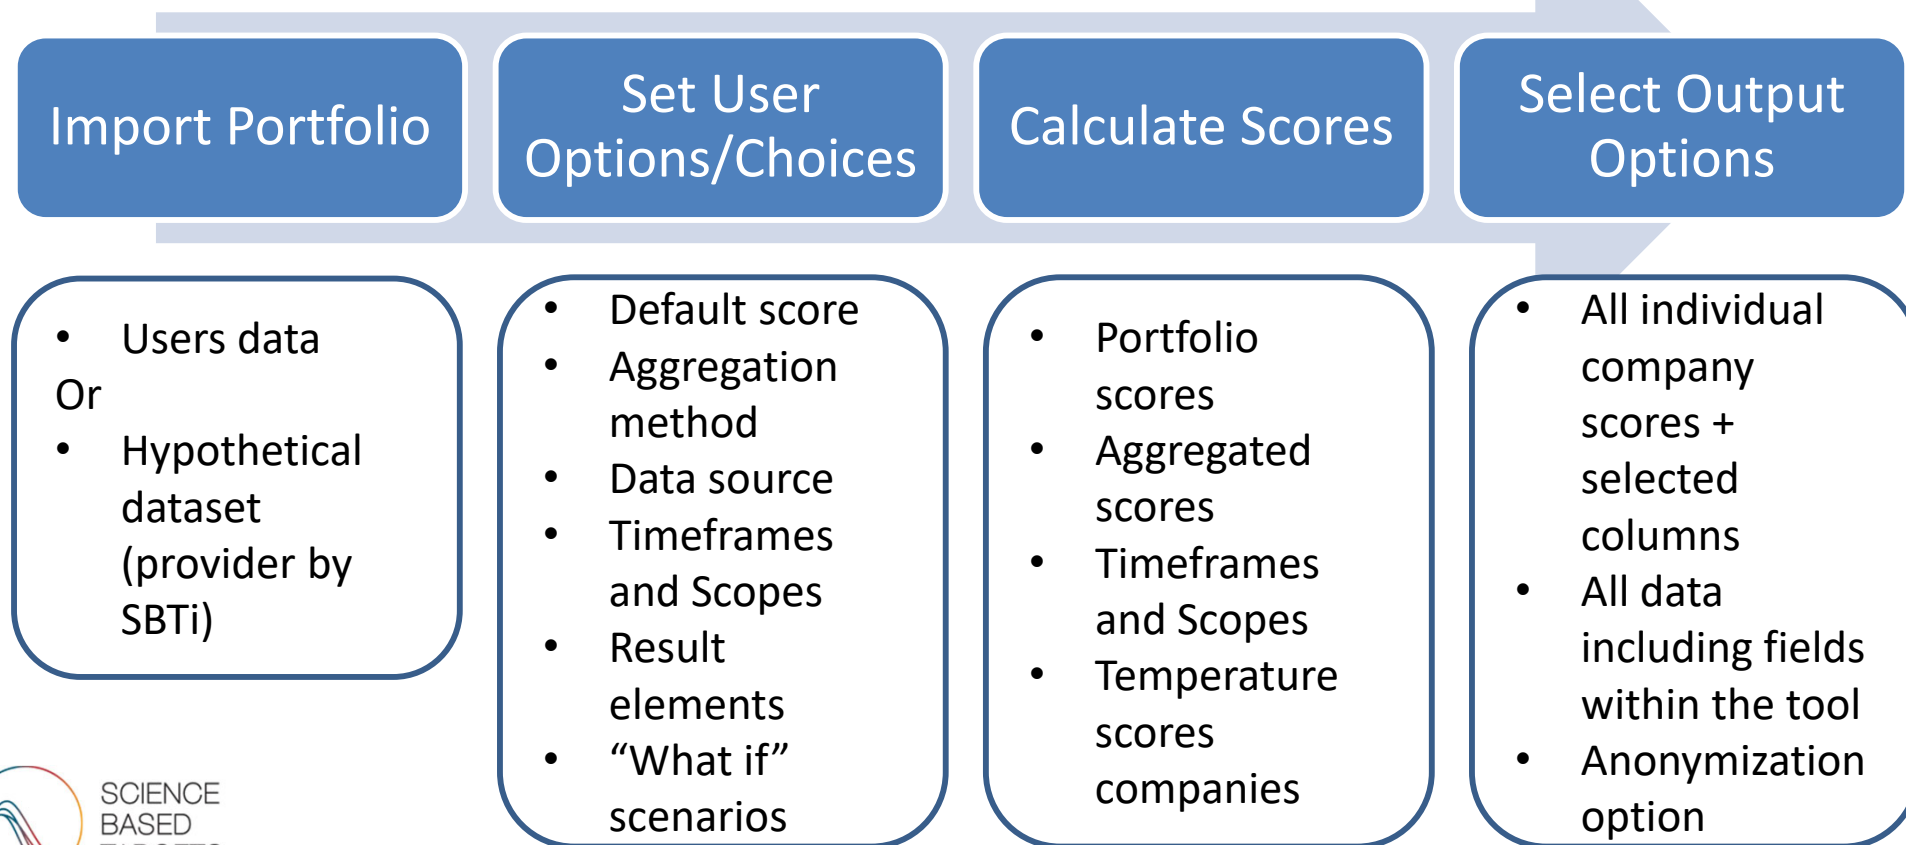 Import Portfolio
Set User
Options/Choices
Calculate Scores
Select Output
Options
• Users data
Or
• Hypothetical
dataset
(provider by
SBTi)
• Default score
• Aggregation
method
• Data source
• Timeframes
and Scopes
• Result
elements
• “What if”
scenarios
• Portfolio
scores
• Aggregated
scores
• Timeframes
and Scopes
• Temperature
scores
companies
• All individual
company
scores +
selected
columns
• All data
including fields
within the tool
• Anonymization
option
SCIENCE
BASED
TARGETS